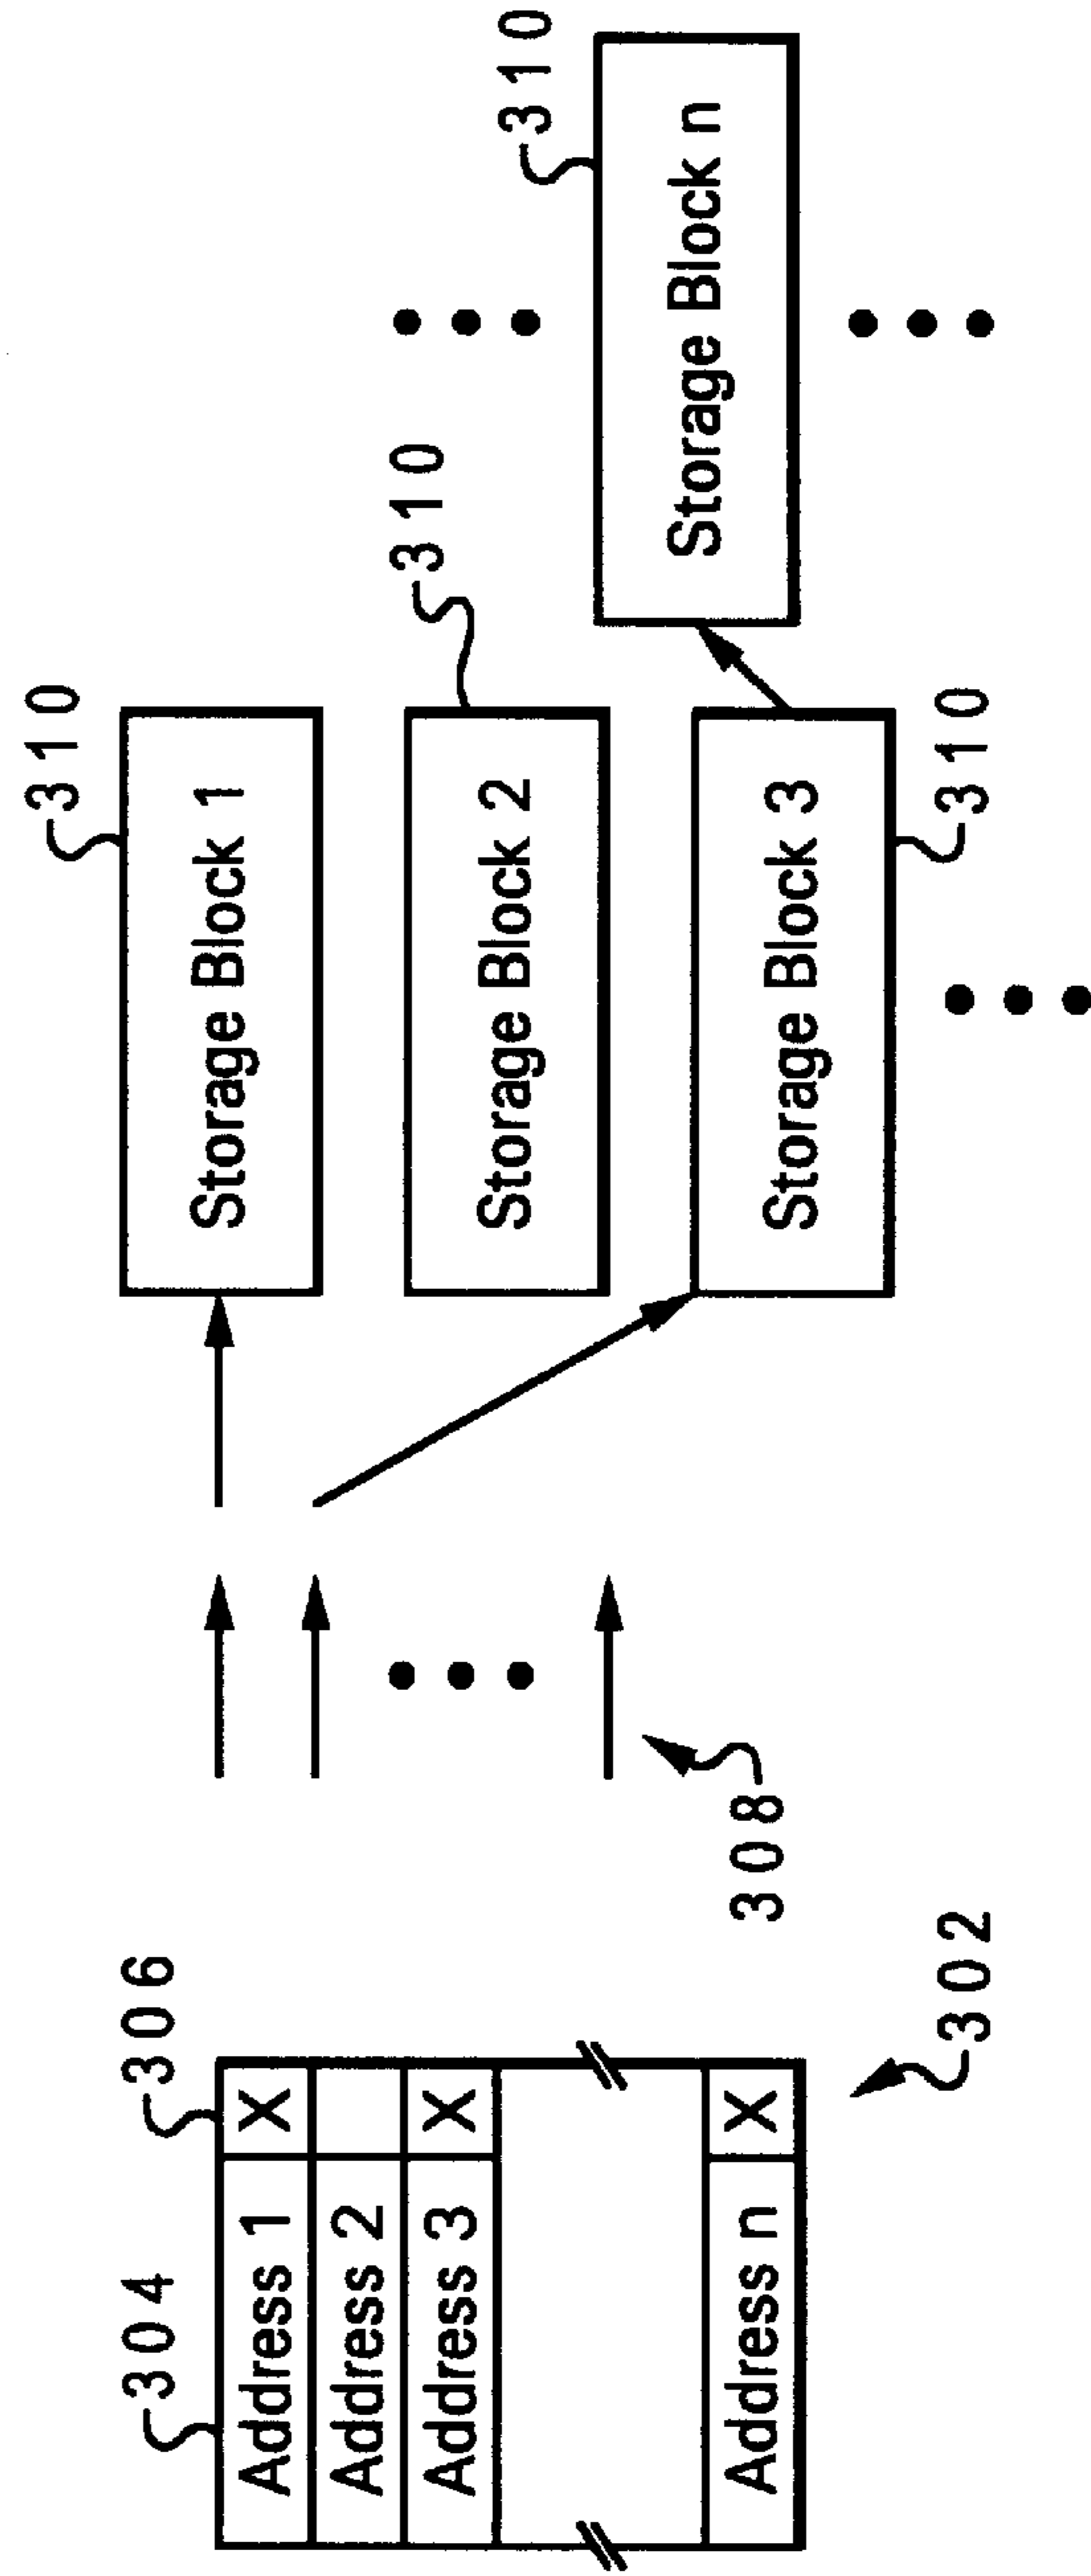 304
306
Address 1 X
Address 2
Address 3 X
Address n X
302
308
310
Storage Block 1
310
Storage Block 2
Storage Block 3
310
310
Storage Block n